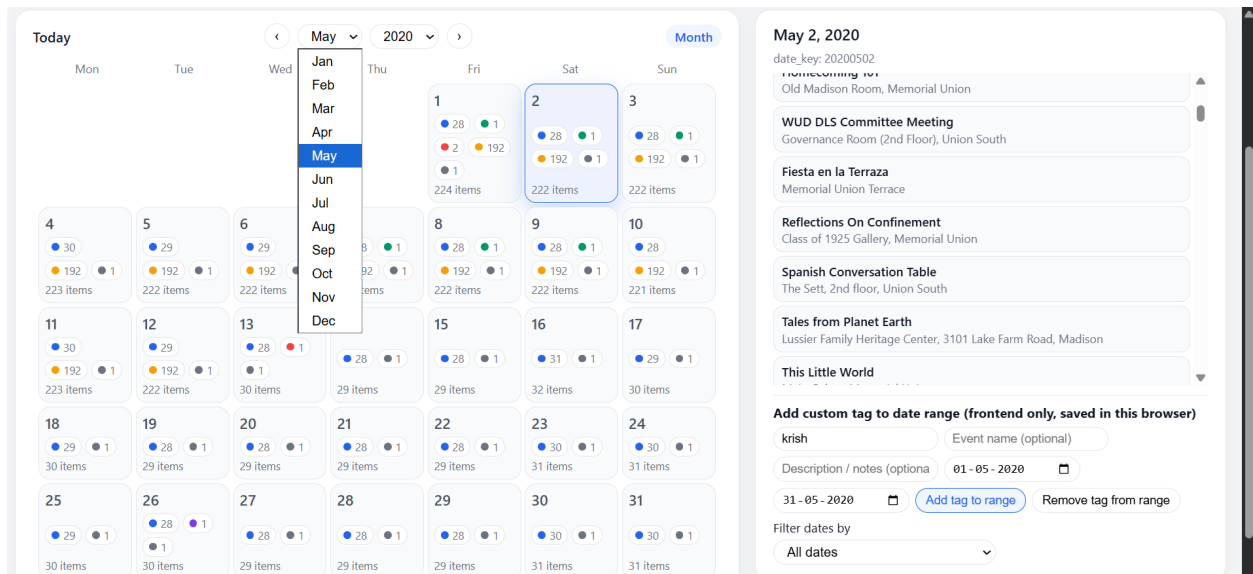 Today
‹ May 2020 ›
Month
Mon Tue Wed Thu Fri Sat Sun
Jan
Feb
Mar
Apr
May
Jun
Jul
Aug
Sep
Oct
Nov
Dec
1
28 1
2 192
1
224 items
2
28 1
192 1
222 items
3
28 1
192 1
222 items
4
30
192 1
223 items
5
29
192 1
222 items
6
29
192
222 items
8 1
92 1
ems
8
28 1
192 1
222 items
9
28 1
192 1
222 items
10
28
192 1
221 items
11
30
192 1
223 items
12
29
192 1
222 items
13
28 1
1
30 items
28 1
29 items
15
28 1
29 items
16
31 1
32 items
17
29 1
30 items
18
29 1
30 items
19
28 1
29 items
20
28 1
29 items
21
28 1
29 items
22
28 1
29 items
23
30 1
31 items
24
30 1
31 items
25
29 1
30 items
26
28 1
1
30 items
27
28 1
29 items
28
28 1
29 items
29
28 1
29 items
30
30 1
31 items
31
30 1
31 items
May 2, 2020
date_key: 20200502
Homecoming 101
Old Madison Room, Memorial Union
WUD DLS Committee Meeting
Governance Room (2nd Floor), Union South
Fiesta en la Terraza
Memorial Union Terrace
Reflections On Confinement
Class of 1925 Gallery, Memorial Union
Spanish Conversation Table
The Sett, 2nd floor, Union South
Tales from Planet Earth
Lussier Family Heritage Center, 3101 Lake Farm Road, Madison
This Little World
Add custom tag to date range (frontend only, saved in this browser)
krish
Event name (optional)
Description / notes (optiona
01-05-2020
31-05-2020
Add tag to range
Remove tag from range
Filter dates by
All dates